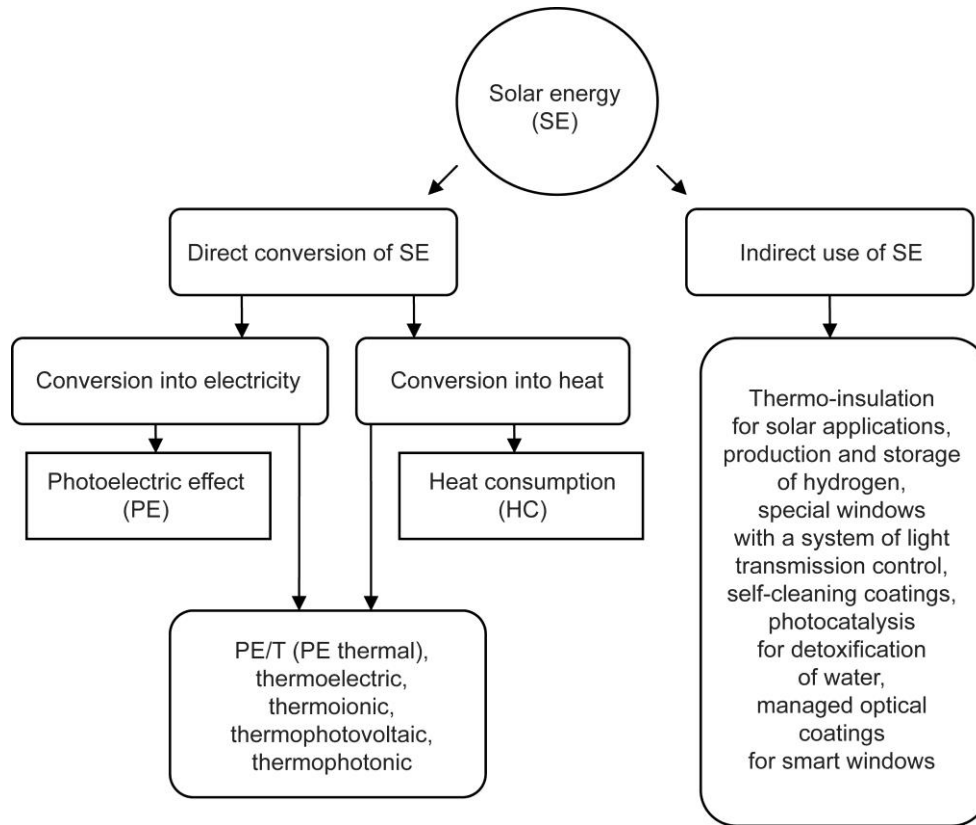 Solar energy
(SE)
Direct conversion of SE
Indirect use of SE
Conversion into electricity
Conversion into heat
Photoelectric effect
(PE)
Heat consumption
(HC)
PE/T (PE thermal),
thermoelectric,
thermoionic,
thermophotovoltaic,
thermophotonic
Thermo-insulation
for solar applications,
production and storage
of hydrogen,
special windows
with a system of light
transmission control,
self-cleaning coatings,
photocatalysis
for detoxification
of water,
managed optical
coatings
for smart windows